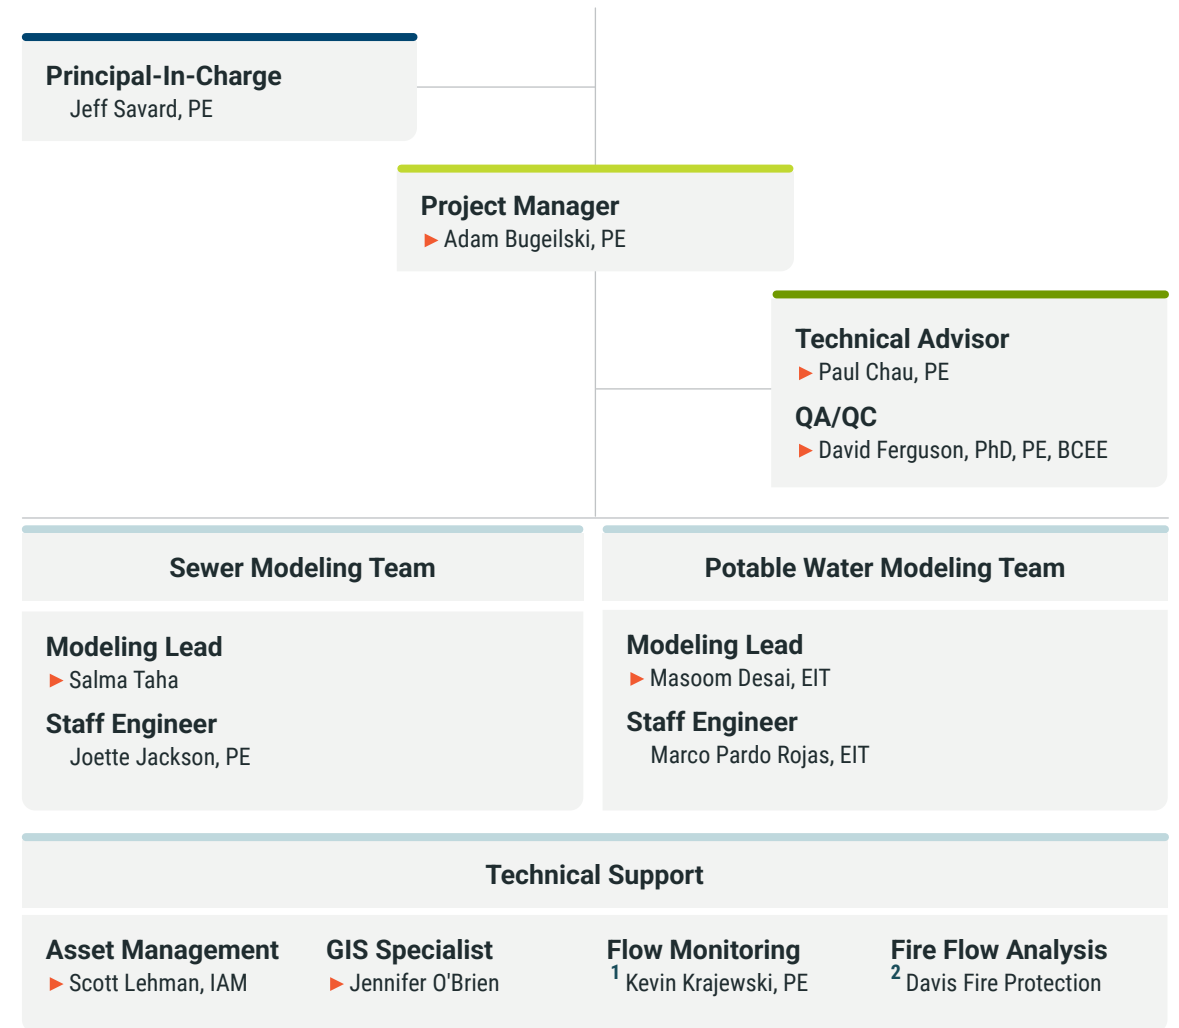 Principal-In-Charge
Jeff Savard, PE
Project Manager
► Adam Bugeilski, PE
Technical Advisor
► Paul Chau, PE
QA/QC
► David Ferguson, PhD, PE, BCEE
Sewer Modeling Team
Modeling Lead
► Salma Taha
Staff Engineer
Joette Jackson, PE
Potable Water Modeling Team
Modeling Lead
► Masoom Desai, EIT
Staff Engineer
Marco Pardo Rojas, EIT
Technical Support
Asset Management
► Scott Lehman, IAM
GIS Specialist
► Jennifer O'Brien
Flow Monitoring
1 Kevin Krajewski, PE
Fire Flow Analysis
2 Davis Fire Protection